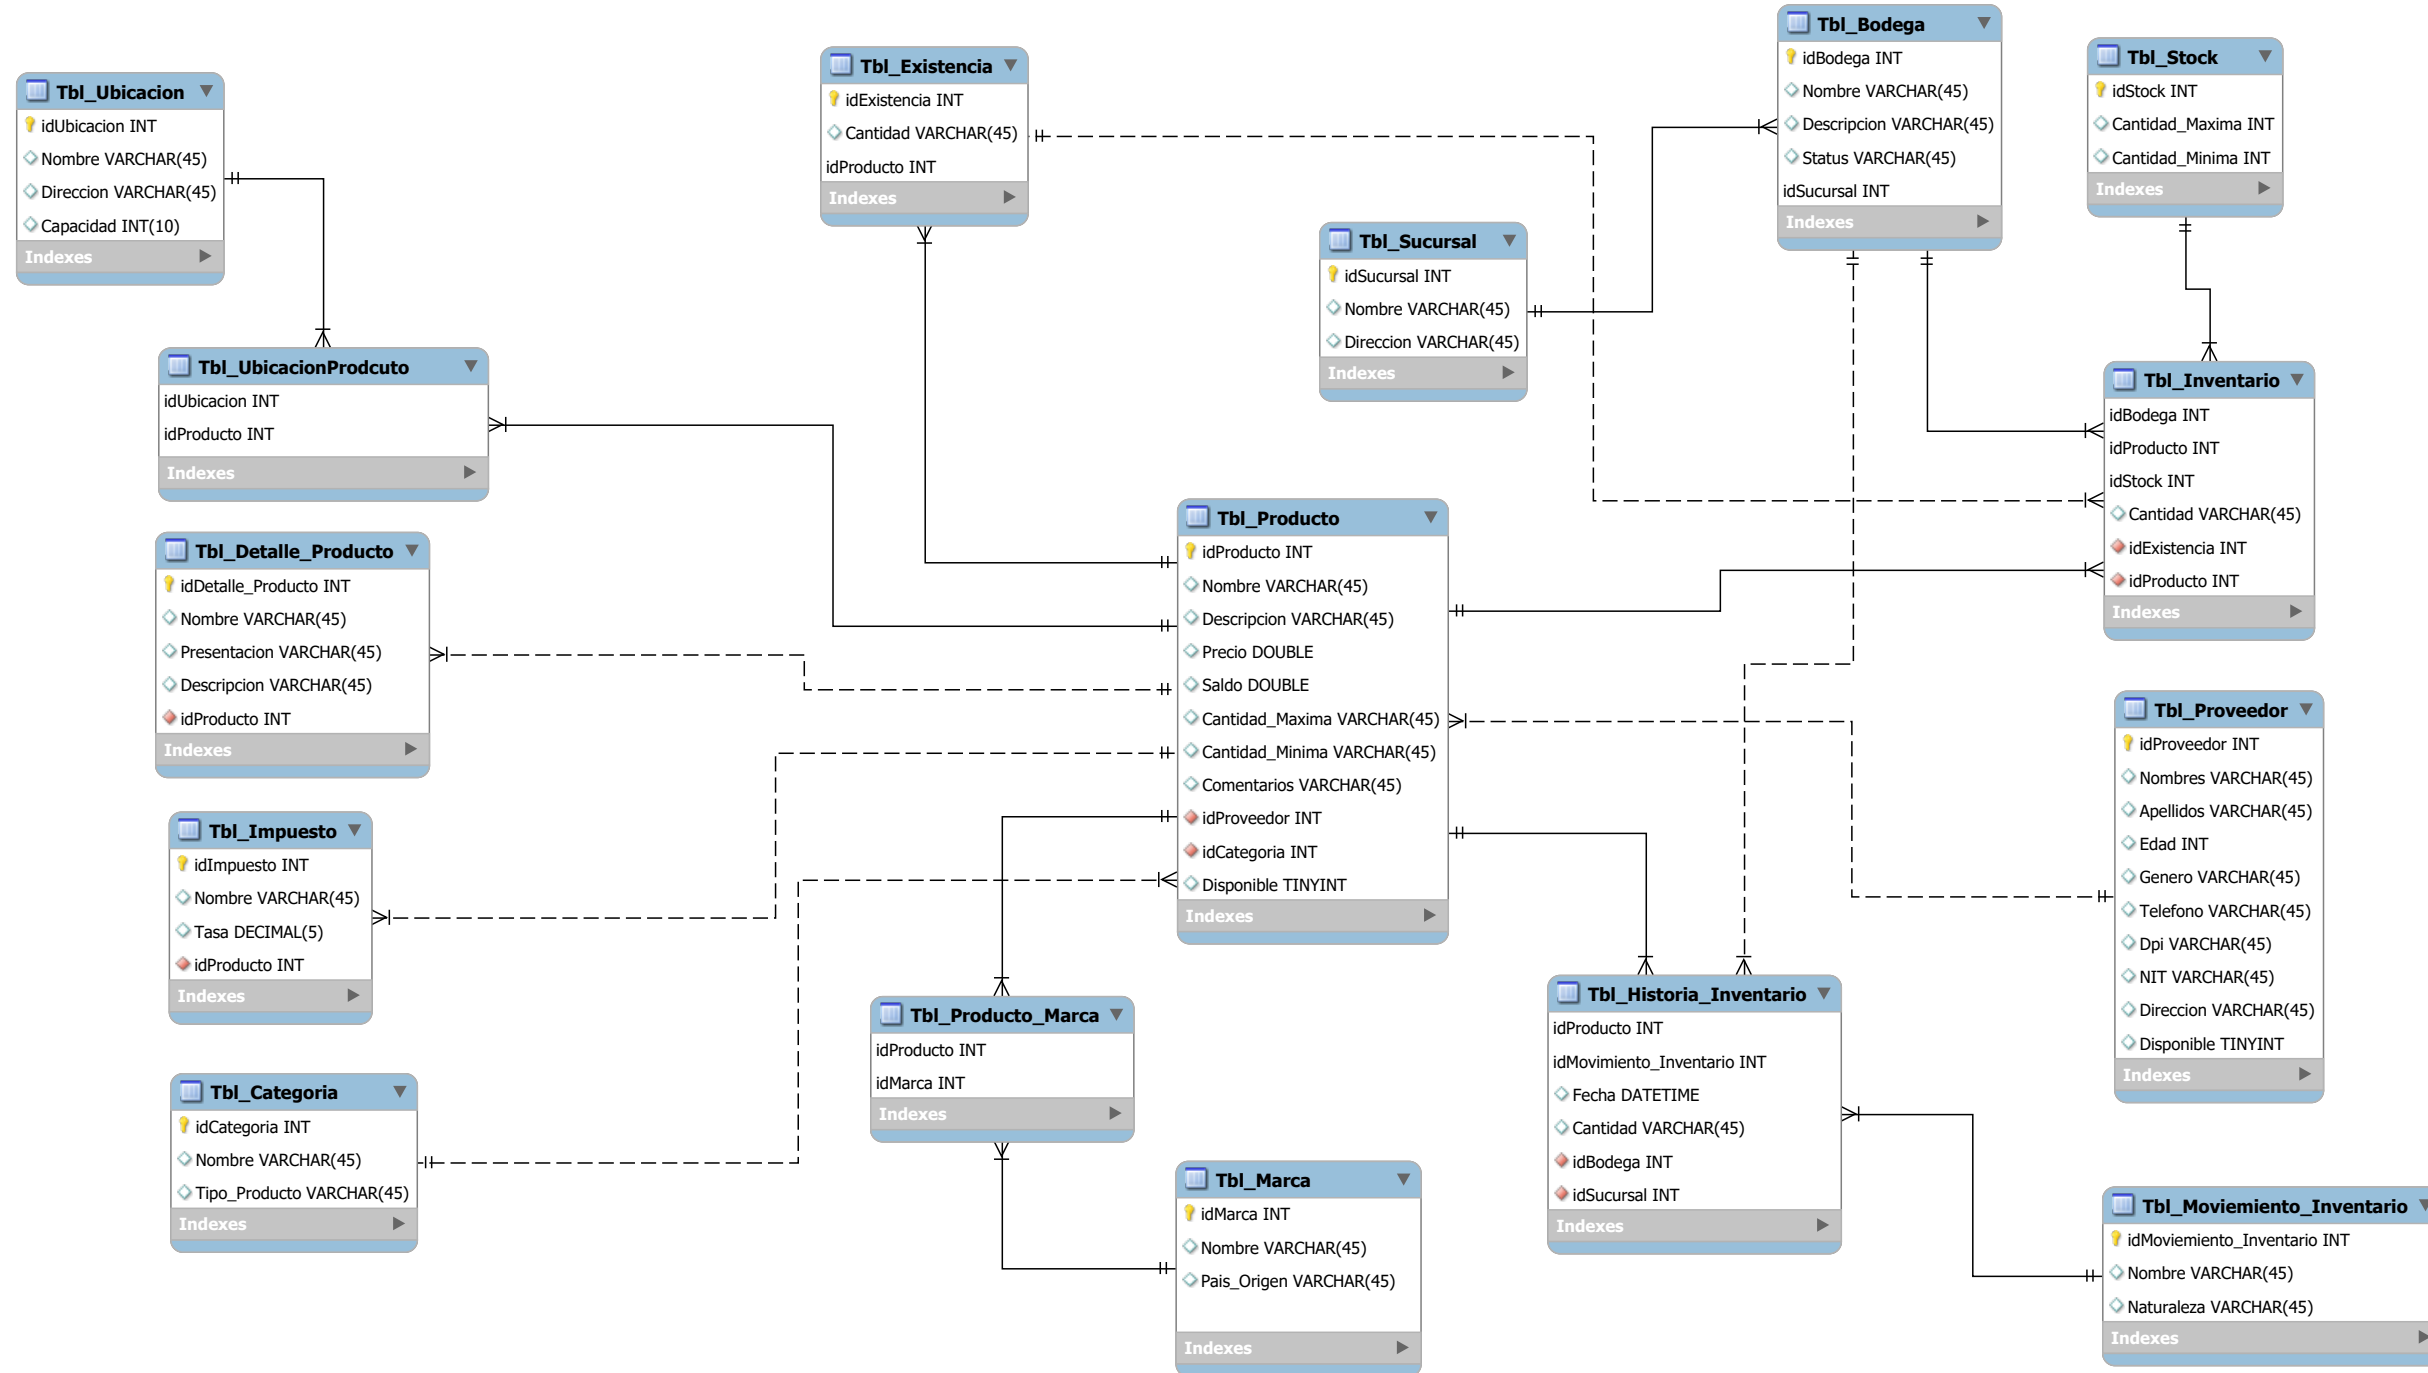 Tbl_Ubicacion
idUbicacion INT
Nombre VARCHAR(45)
Direccion VARCHAR(45)
Capacidad INT(10)
Indexes
Tbl_Existencia
idExistencia INT
Cantidad VARCHAR(45)
idProducto INT
Indexes
Tbl_Sucursal
idSucursal INT
Nombre VARCHAR(45)
Direccion VARCHAR(45)
Indexes
Tbl_Bodega
idBodega INT
Nombre VARCHAR(45)
Descripcion VARCHAR(45)
Status VARCHAR(45)
idSucursal INT
Indexes
Tbl_Stock
idStock INT
Cantidad_Maxima INT
Cantidad_Minima INT
Indexes
Tbl_UbicacionProdcuto
idUbicacion INT
idProducto INT
Indexes
Tbl_Inventario
idBodega INT
idProducto INT
idStock INT
Cantidad VARCHAR(45)
idExistencia INT
idProducto INT
Indexes
Tbl_Detalle_Producto
idDetalle_Producto INT
Nombre VARCHAR(45)
Presentacion VARCHAR(45)
Descripcion VARCHAR(45)
idProducto INT
Indexes
Tbl_Producto
idProducto INT
Nombre VARCHAR(45)
Descripcion VARCHAR(45)
Precio DOUBLE
Saldo DOUBLE
Cantidad_Maxima VARCHAR(45)
Cantidad_Minima VARCHAR(45)
Comentarios VARCHAR(45)
idProveedor INT
idCategoria INT
Disponible TINYINT
Indexes
Tbl_Proveedor
idProveedor INT
Nombres VARCHAR(45)
Apellidos VARCHAR(45)
Edad INT
Genero VARCHAR(45)
Telefono VARCHAR(45)
Dpi VARCHAR(45)
NIT VARCHAR(45)
Direccion VARCHAR(45)
Disponible TINYINT
Indexes
Tbl_Impuesto
idImpuesto INT
Nombre VARCHAR(45)
Tasa DECIMAL(5)
idProducto INT
Indexes
Tbl_Categoria
idCategoria INT
Nombre VARCHAR(45)
Tipo_Producto VARCHAR(45)
Indexes
Tbl_Producto_Marca
idProducto INT
idMarca INT
Indexes
Tbl_Marca
idMarca INT
Nombre VARCHAR(45)
Pais_Origen VARCHAR(45)
Indexes
Tbl_Historia_Inventario
idProducto INT
idMovimiento_Inventario INT
Fecha DATETIME
Cantidad VARCHAR(45)
idBodega INT
idSucursal INT
Indexes
Tbl_Moviemiento_Inventario
idMoviemiento_Inventario INT
Nombre VARCHAR(45)
Naturaleza VARCHAR(45)
Indexes